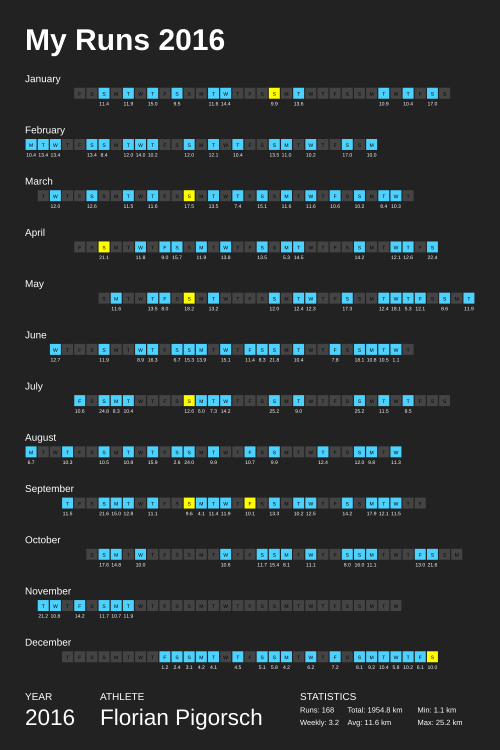 My Runs 2016
January
11.4 11.9 15.0 9.5 11.6 14.4 9.9 13.6 10.9 10.4 17.0
February
10.4 13.4 13.4 13.4 8.4 12.0 14.0 10.2 12.0 12.1 10.4 13.5 11.0 10.2 17.0 10.0
March
12.0 12.6 11.5 11.6 17.5 13.5 7.4 15.1 11.6 11.6 10.6 10.2 8.4 10.3
April
21.1 11.8 9.0 15.7 11.9 13.8 13.5 5.3 14.5 14.2 12.1 12.6 22.4
May
11.6 13.5 8.0 18.2 13.2 12.0 12.4 12.3 17.3 12.4 18.1 5.3 12.1 8.6 11.9
June
12.7 11.9 8.9 16.3 6.7 15.3 13.9 15.1 11.4 8.3 21.8 10.4 7.8 18.1 10.8 10.5 1.1
July
10.6 24.8 8.3 10.4 12.6 6.0 7.3 14.2 25.2 9.0 25.2 11.5 8.5
August
8.7 10.3 10.5 10.8 15.9 2.6 24.0 9.9 10.7 9.9 12.4 12.0 9.8 11.3
September
11.5 21.6 15.0 12.8 11.1 9.6 4.1 11.4 11.9 10.1 13.3 10.2 12.5 14.2 17.9 12.1 11.5
October
17.6 14.8 10.0 10.6 11.7 15.4 8.1 11.1 8.0 16.0 11.1 13.0 21.6
November
21.2 10.8 14.2 11.7 10.7 11.9
December
1.2 2.4 3.1 4.2 4.1 4.5 5.1 5.8 4.2 6.2 7.2 8.1 9.2 10.4 5.8 10.2 6.1 10.0
YEAR ATHLETE STATISTICS
2016 Florian Pigorsch
Runs: 168 Total: 1954.8 km Min: 1.1 km
Weekly: 3.2 Avg: 11.6 km Max: 25.2 km